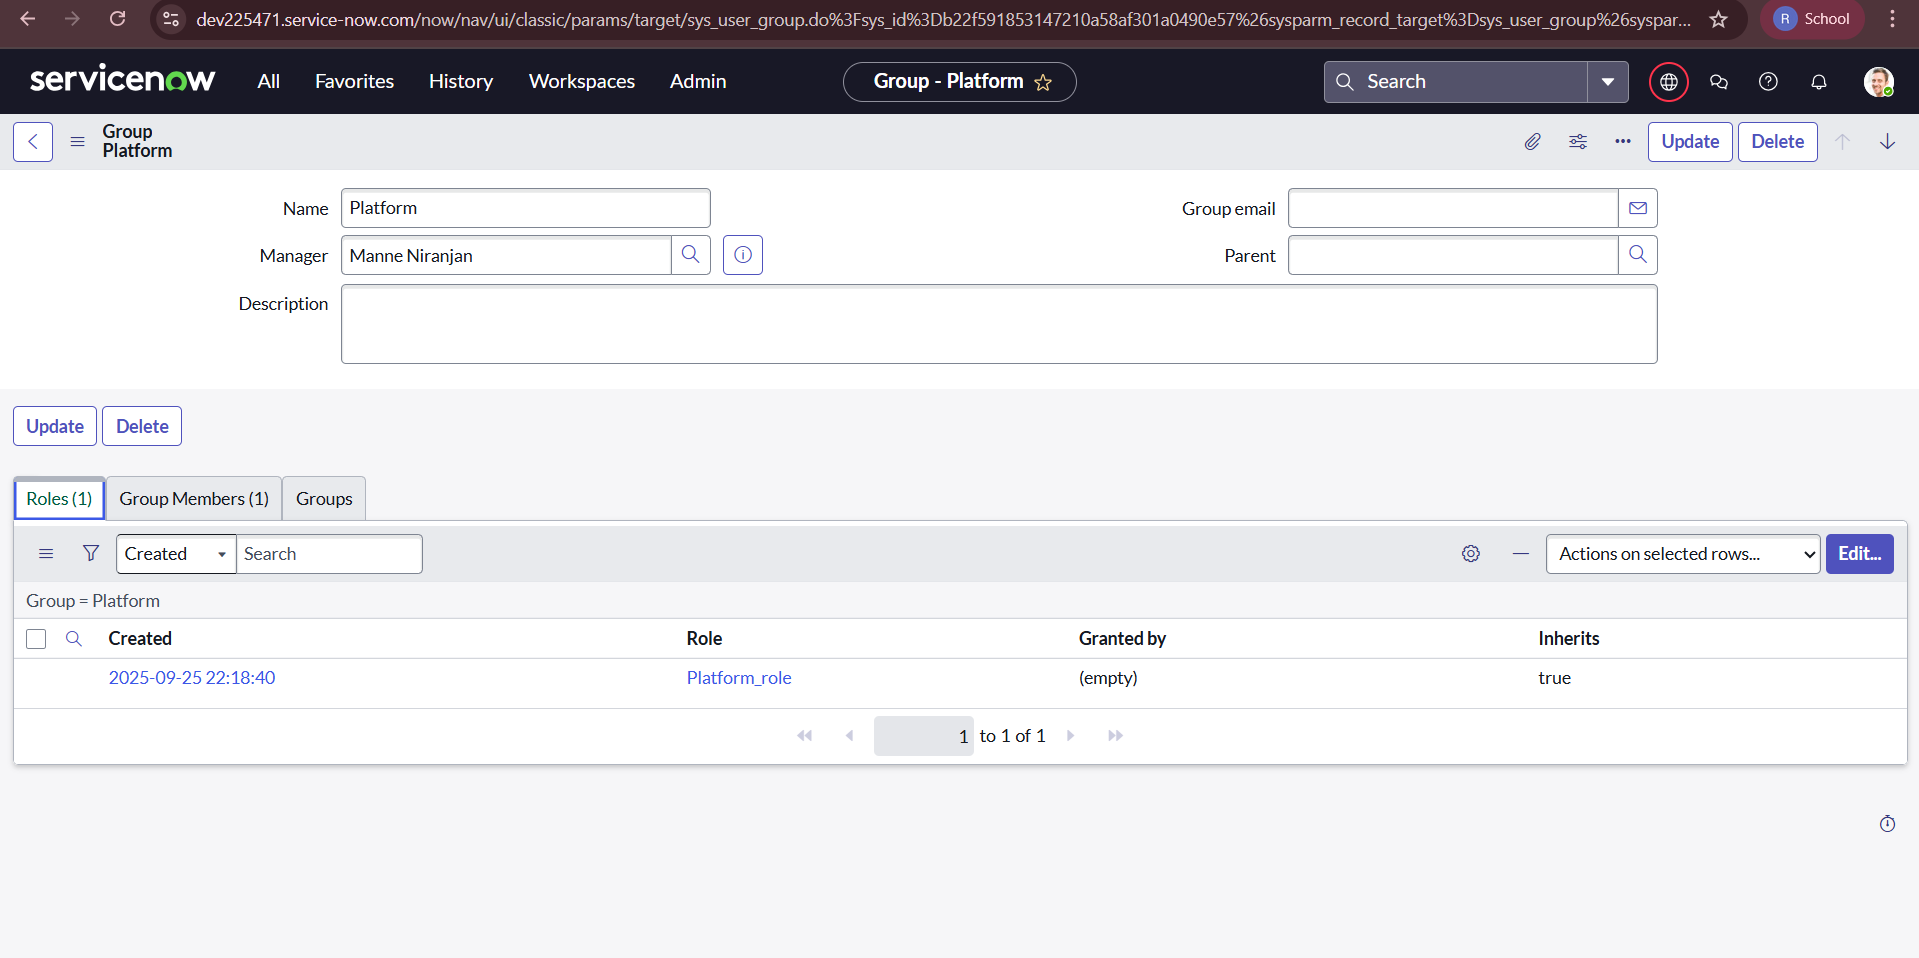 dev225471.service-now.com/now/nav/ui/classic/params/target/sys_user_group.do%3Fsys_id%3Db22f591853147210a58af301a0490e57%26sysparm_record_target%3Dsys_user_group%26syspar...
R School
servicenow All Favorites History Workspaces Admin Group - Platform Search
Group
Platform
Update Delete
Name Platform Group email
Manager Manne Niranjan Parent
Description
Update Delete
Roles (1) Group Members (1) Groups
Created Search Actions on selected rows... Edit...
Group = Platform
Created Role Granted by Inherits
2025-09-25 22:18:40 Platform_role (empty) true
1 to 1 of 1